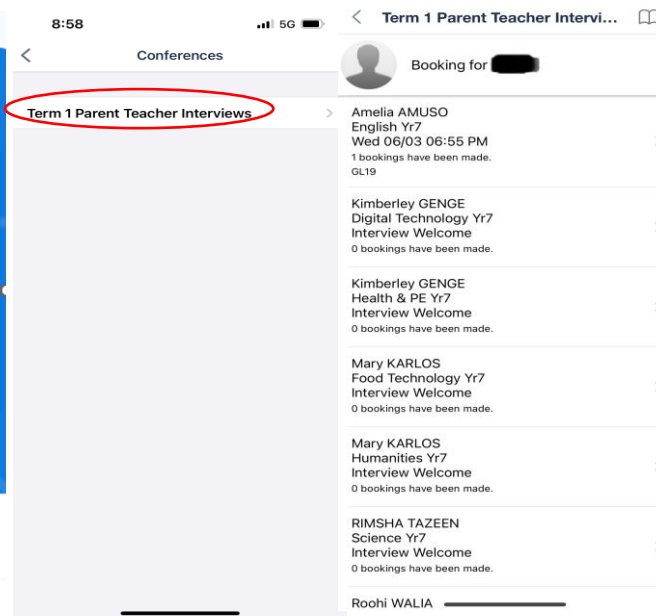 8:58
5G
Conferences
Term 1 Parent Teacher Interviews
Term 1 Parent Teacher Intervi...
Booking for
Amelia AMUSO
English Yr7
Wed 06/03 06:55 PM
1 bookings have been made.
GL19
Kimberley GENGE
Digital Technology Yr7
Interview Welcome
0 bookings have been made.
Kimberley GENGE
Health & PE Yr7
Interview Welcome
0 bookings have been made.
Mary KARLOS
Food Technology Yr7
Interview Welcome
0 bookings have been made.
Mary KARLOS
Humanities Yr7
Interview Welcome
0 bookings have been made.
RIMSHA TAZEEN
Science Yr7
Interview Welcome
0 bookings have been made.
Roohi WALIA